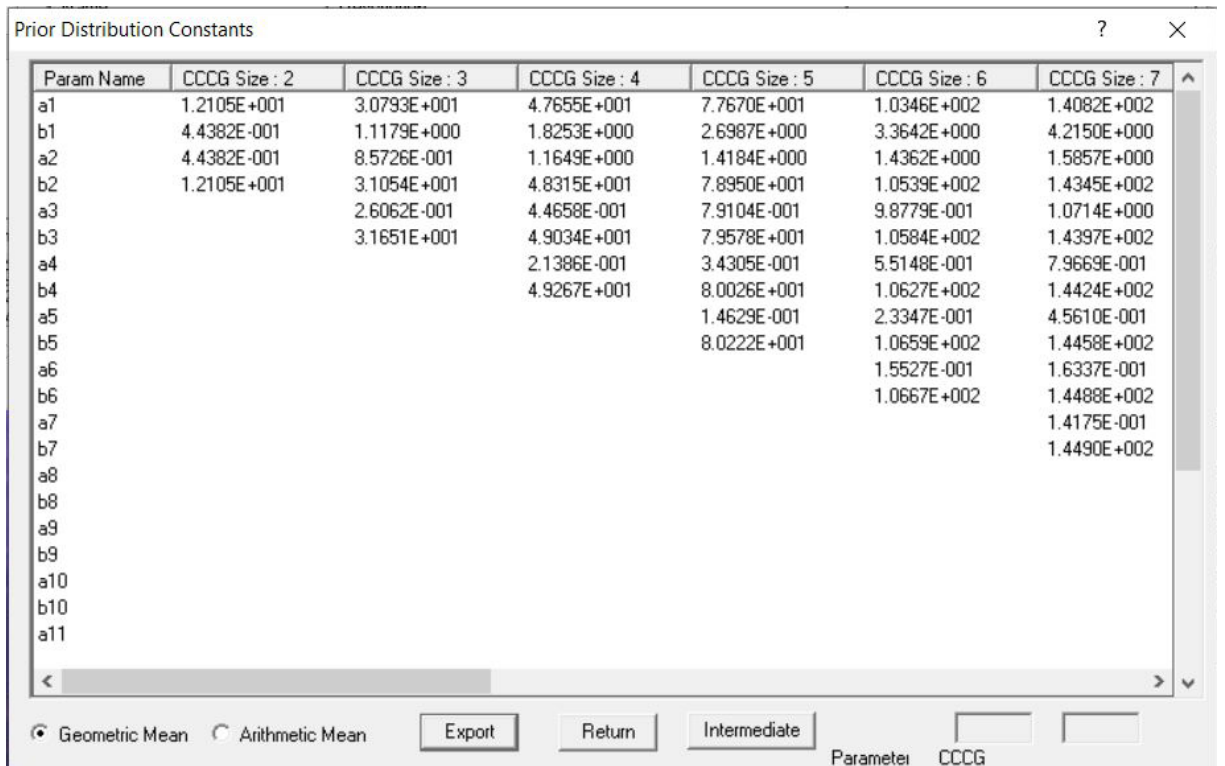 Prior Distribution Constants ?
Param Name CCCG Size : 2 CCCG Size : 3 CCCG Size : 4 CCCG Size : 5 CCCG Size : 6 CCCG Size : 7
a1 1.2105E+001 3.0793E+001 4.7655E+001 7.7670E+001 1.0346E+002 1.4082E+002
b1 4.4382E-001 1.1179E+000 1.8253E+000 2.6987E+000 3.3642E+000 4.2150E+000
a2 4.4382E-001 8.5726E-001 1.1649E+000 1.4184E+000 1.4362E+000 1.5857E+000
b2 1.2105E+001 3.1054E+001 4.8315E+001 7.8950E+001 1.0539E+002 1.4345E+002
a3 2.6062E-001 4.4658E-001 7.9104E-001 9.8779E-001 1.0714E+000
b3 3.1651E+001 4.9034E+001 7.9578E+001 1.0584E+002 1.4397E+002
a4 2.1386E-001 3.4305E-001 5.5148E-001 7.9669E-001
b4 4.9267E+001 8.0026E+001 1.0627E+002 1.4424E+002
a5 1.4629E-001 2.3347E-001 4.5610E-001
b5 8.0222E+001 1.0659E+002 1.4458E+002
a6 1.5527E-001 1.6337E-001
b6 1.0667E+002 1.4488E+002
a7 1.4175E-001
b7 1.4490E+002
a8
b8
a9
b9
a10
b10
a11
Geometric Mean Arithmetic Mean Export Return Intermediate
CCCG